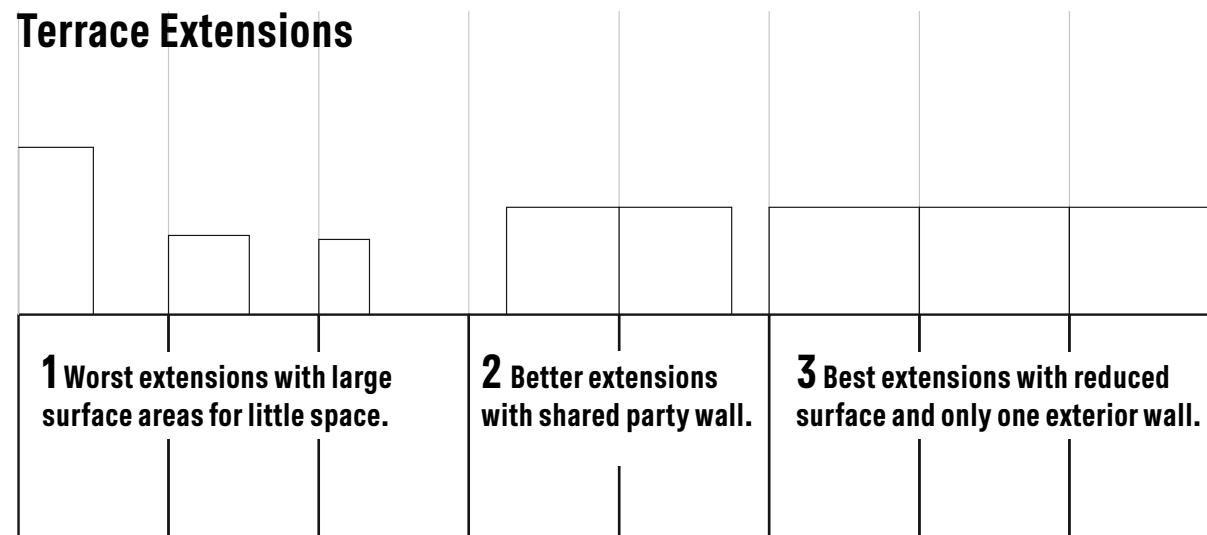 Terrace Extensions
1 Worst extensions with large
surface areas for little space.
2 Better extensions
with shared party wall.
3 Best extensions with reduced
surface and only one exterior wall.